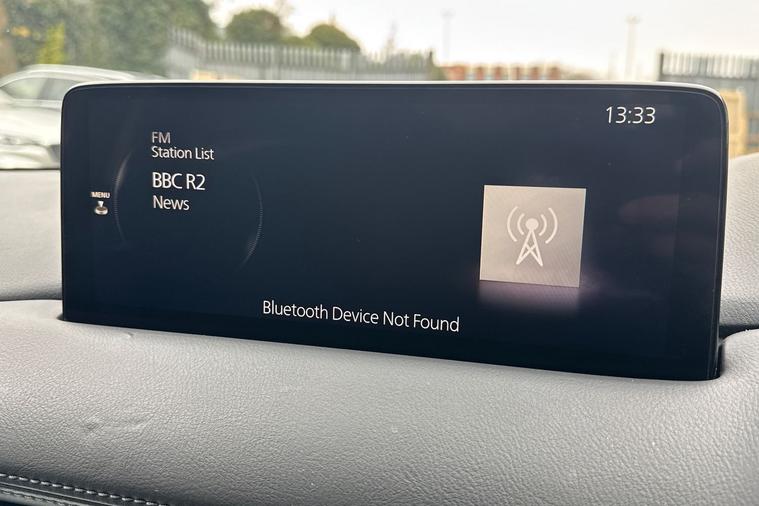 13:33
FM
Station List
BBC R2
News
MENU
Bluetooth Device Not Found